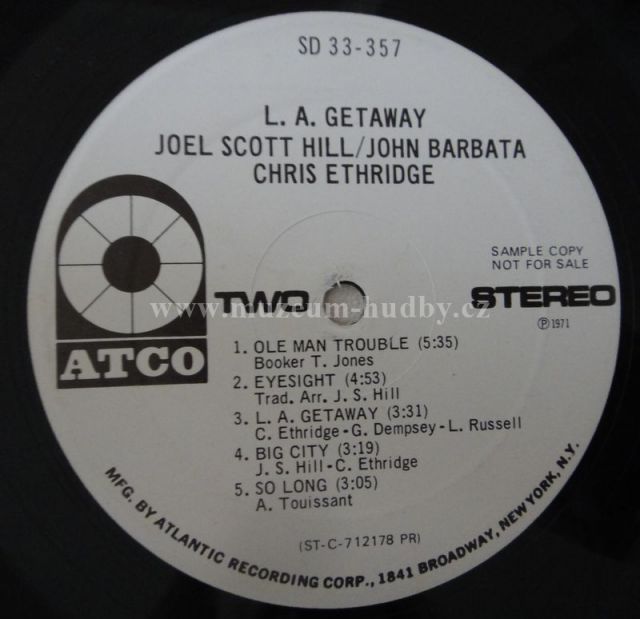 SD 33-357
L. A. GETAWAY
JOEL SCOTT HILL/JOHN BARBATA
CHRIS ETHRIDGE
SAMPLE COPY
NOT FOR SALE
TWO
STEREO
www.muzeum-hudby.cz
Ⓟ1971
ATCO
1. OLE MAN TROUBLE (5:35)
Booker T. Jones
2. EYESIGHT (4:53)
Trad. Arr. J. S. Hill
3. L. A. GETAWAY (3:31)
C. Ethridge-G. Dempsey-L. Russell
4. BIG CITY (3:19)
J. S. Hill-C. Ethridge
5. SO LONG (3:05)
A. Touissant
(ST-C-712178 PR)
MFG. BY ATLANTIC RECORDING CORP., 1841 BROADWAY, NEW YORK, N.Y.